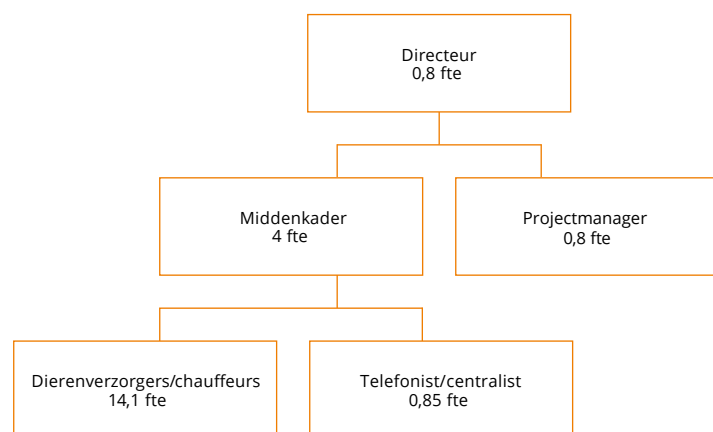 Directeur
0,8 fte
Middenkader
4 fte
Projectmanager
0,8 fte
Dierenverzorgers/chauffeurs
14,1 fte
Telefonist/centralist
0,85 fte